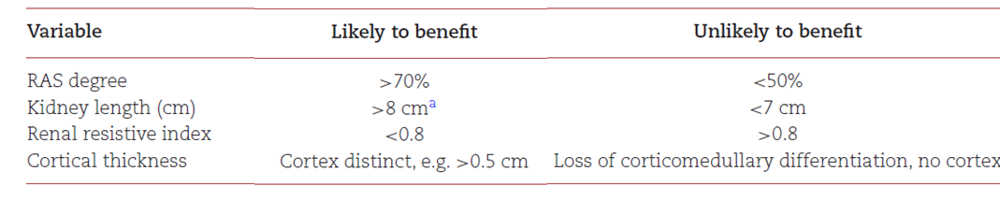 Variable Likely to benefit Unlikely to benefit
RAS degree >70% <50%
Kidney length (cm) >8 cmª <7 cm
Renal resistive index <0.8 >0.8
Cortical thickness Cortex distinct, e.g. >0.5 cm Loss of corticomedullary differentiation, no cortex